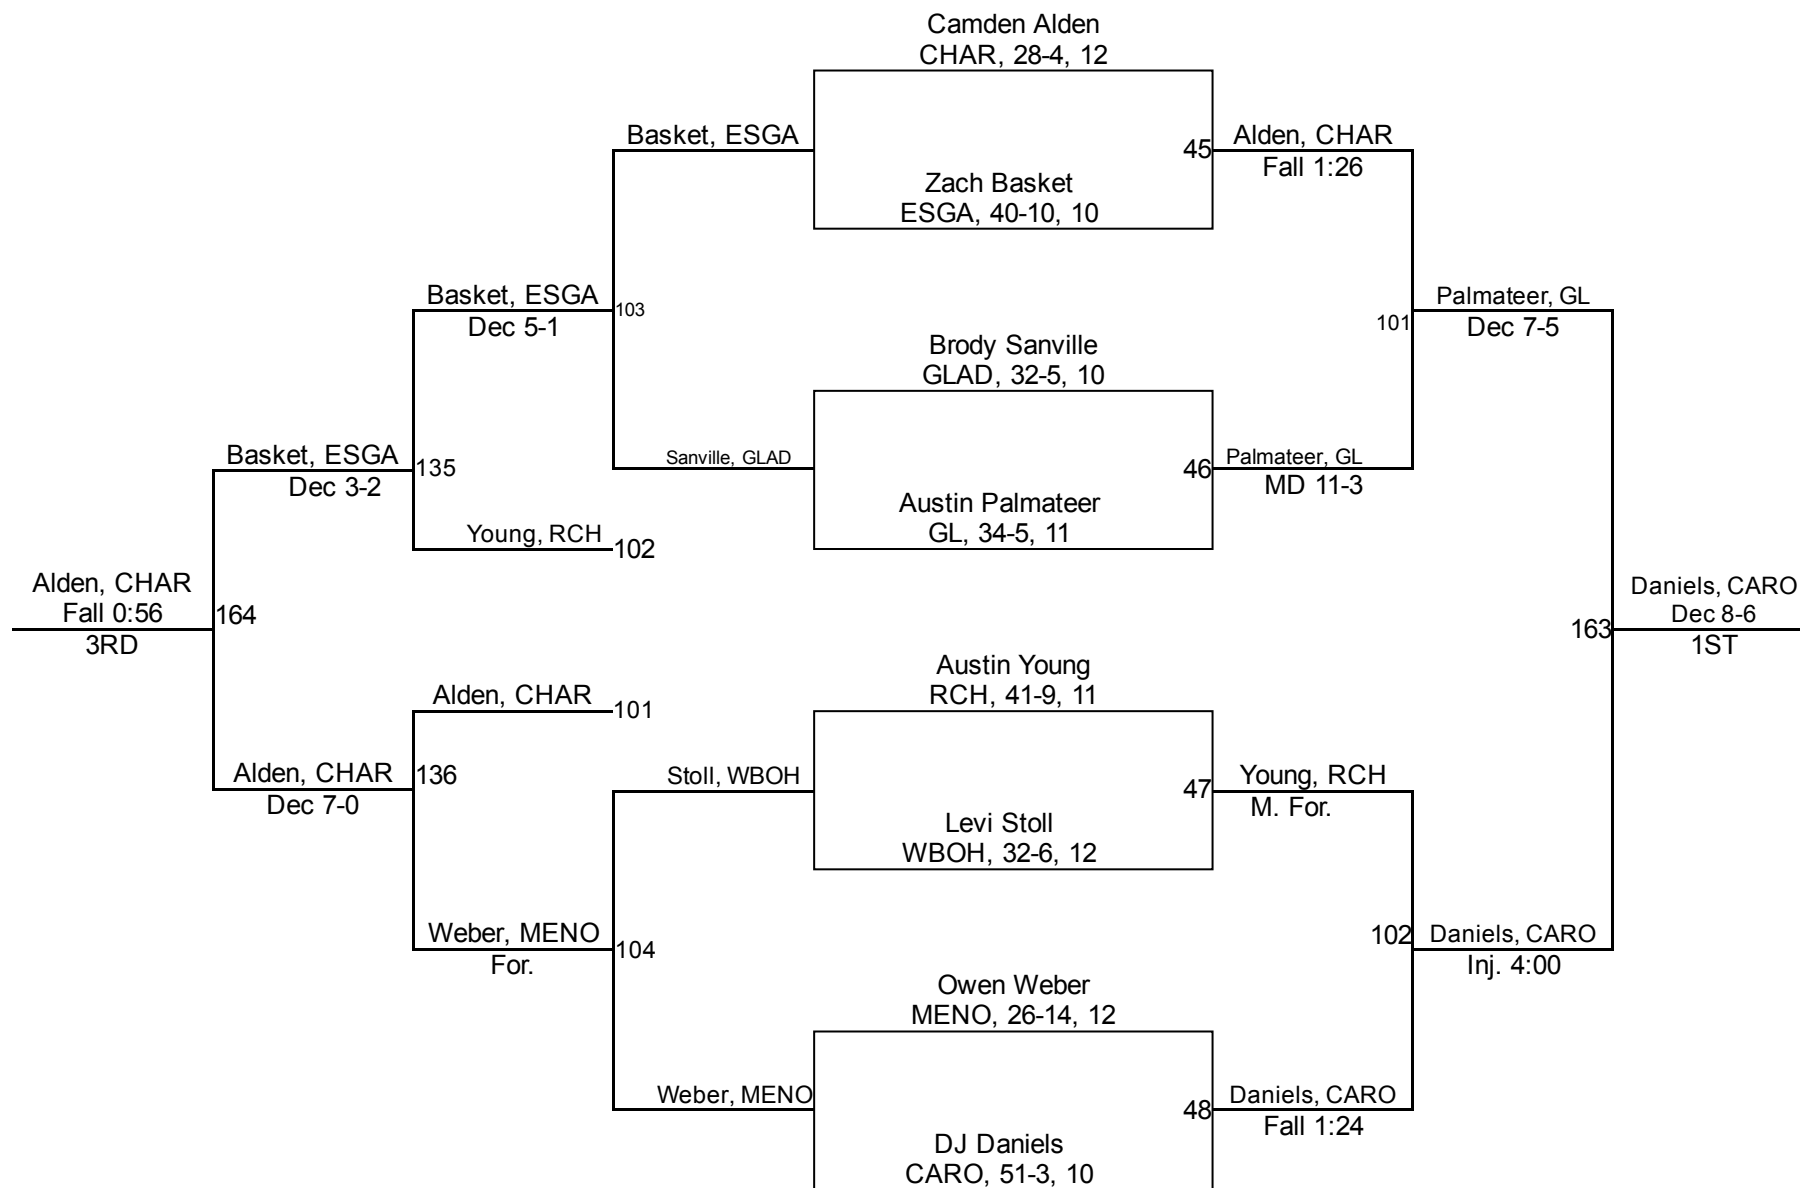 Camden Alden
CHAR, 28-4, 12
Basket, ESGA
45
Alden, CHAR
Fall 1:26
Zach Basket
ESGA, 40-10, 10
Basket, ESGA
Dec 5-1
103
101
Palmateer, GL
Dec 7-5
Brody Sanville
GLAD, 32-5, 10
Basket, ESGA
Dec 3-2
135
Sanville, GLAD
46
Palmateer, GL
MD 11-3
Austin Palmateer
GL, 34-5, 11
Young, RCH
102
Alden, CHAR
Fall 0:56
3RD
164
163
Daniels, CARO
Dec 8-6
1ST
Austin Young
RCH, 41-9, 11
Alden, CHAR
101
Alden, CHAR
Dec 7-0
136
Stoll, WBOH
47
Young, RCH
M. For.
Levi Stoll
WBOH, 32-6, 12
Weber, MENO
For.
104
102
Daniels, CARO
Inj. 4:00
Owen Weber
MENO, 26-14, 12
Weber, MENO
48
Daniels, CARO
Fall 1:24
DJ Daniels
CARO, 51-3, 10